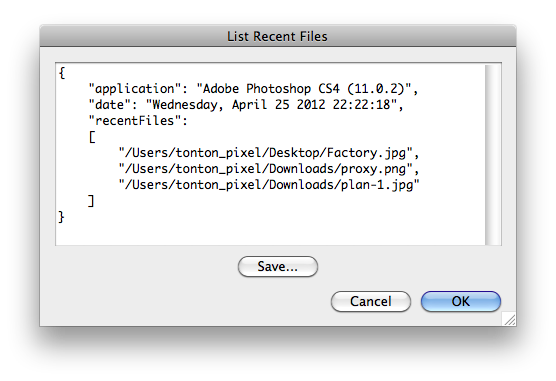 List Recent Files
{
    "application": "Adobe Photoshop CS4 (11.0.2)",
    "date": "Wednesday, April 25 2012 22:22:18",
    "recentFiles":
    [
        "/Users/tonton_pixel/Desktop/Factory.jpg",
        "/Users/tonton_pixel/Downloads/proxy.png",
        "/Users/tonton_pixel/Downloads/plan-1.jpg"
    ]
}
Save...
Cancel
OK